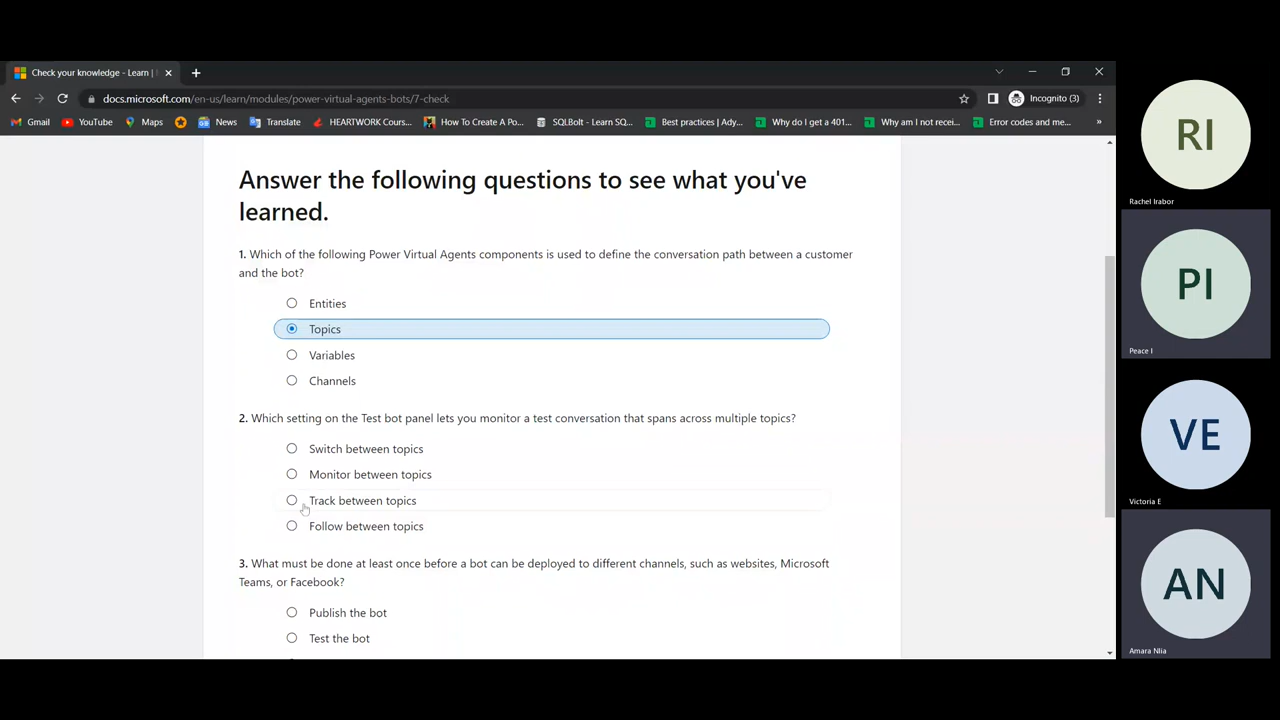 Check your knowledge - Learn |
docs.microsoft.com/en-us/learn/modules/power-virtual-agents-bots/7-check
Incognito (3)
Gmail
YouTube
Maps
News
Translate
HEARTWORK Cours...
How To Create A Po...
SQLBolt - Learn SQ...
Best practices | Ady...
Why do I get a 401...
Why am I not recei...
Error codes and me...
»
Answer the following questions to see what you've
learned.
1. Which of the following Power Virtual Agents components is used to define the conversation path between a customer
and the bot?
Entities
Topics
Variables
Channels
2. Which setting on the Test bot panel lets you monitor a test conversation that spans across multiple topics?
Switch between topics
Monitor between topics
Track between topics
Follow between topics
3. What must be done at least once before a bot can be deployed to different channels, such as websites, Microsoft
Teams, or Facebook?
Publish the bot
Test the bot
RI
Rachel Irabor
PI
Peace I
VE
Victoria E
AN
Amara Nlia